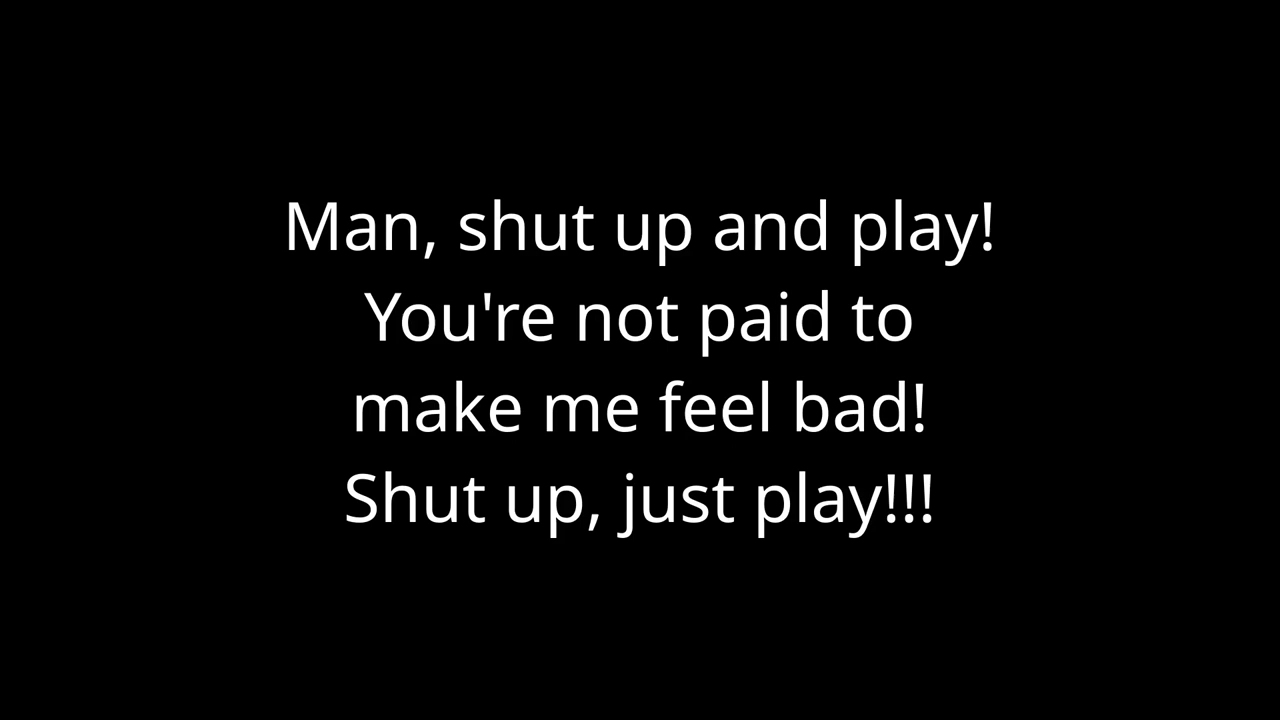 Man, shut up and play!
You're not paid to
make me feel bad!
Shut up, just play!!!